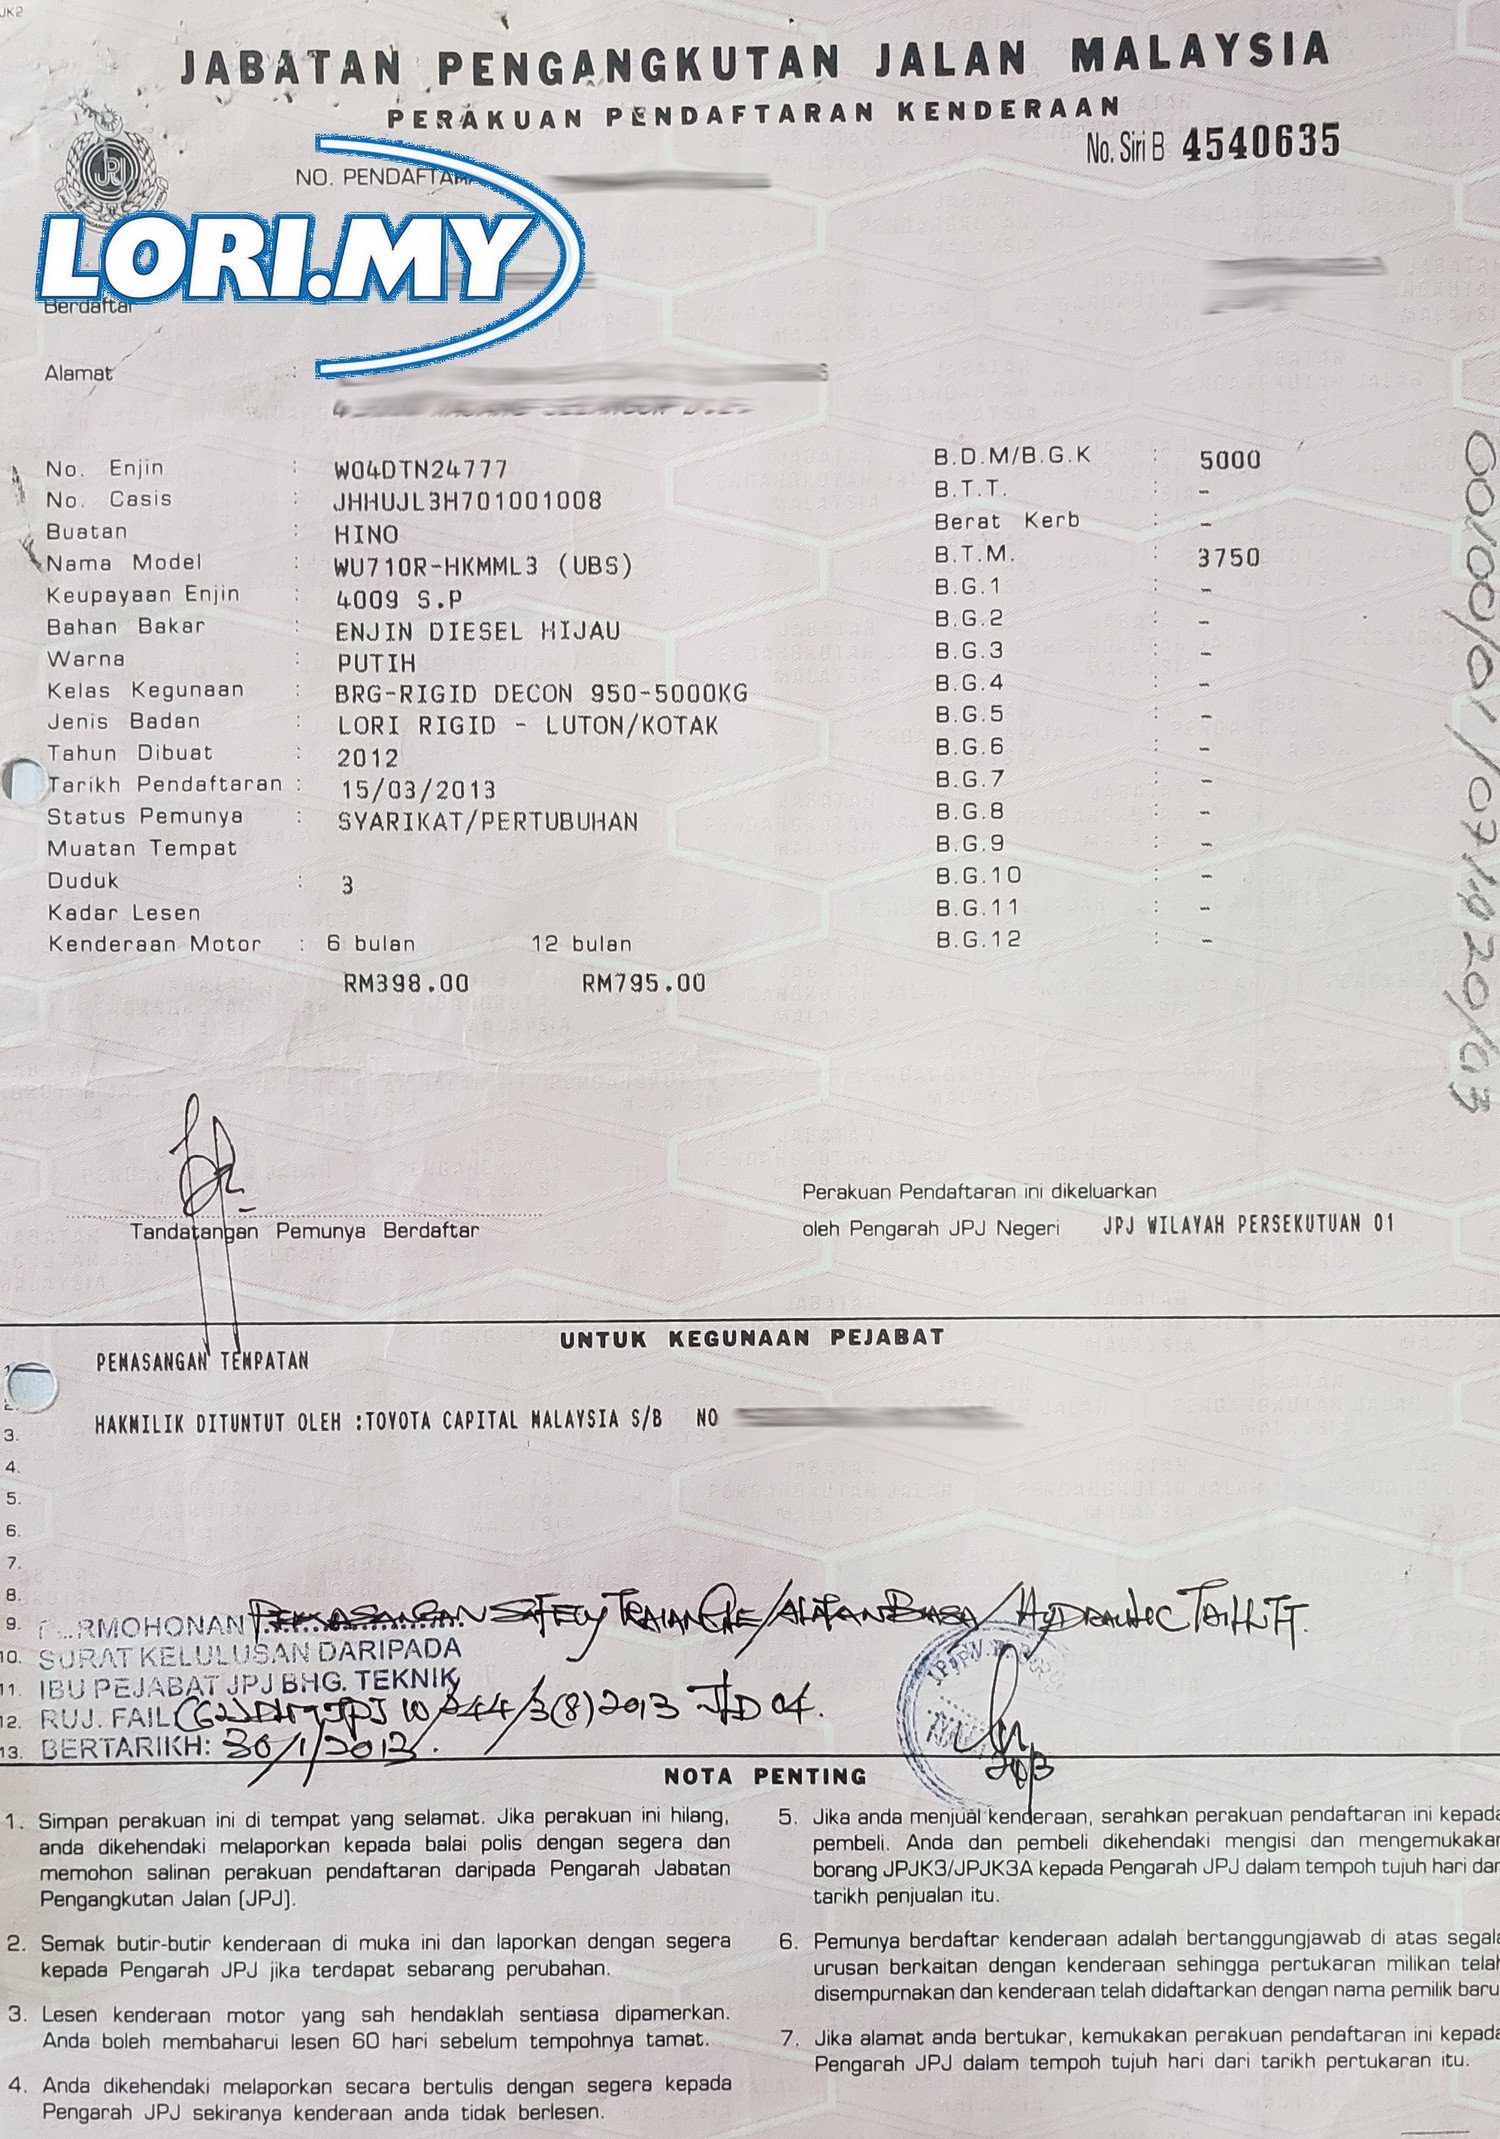 JK2
JABATAN PENGANGKUTAN JALAN MALAYSIA
PERAKUAN PENDAFTARAN KENDERAAN
No. Siri B 4540635
JPJ
NO. PENDAFTARA
LORI.MY
Berdaftar
Alamat :
No. Enjin : W04DTN24777
No. Casis : JHHUJL3H701001008
Buatan : HINO
Nama Model : WU710R-HKMML3 (UBS)
Keupayaan Enjin : 4009 S.P
Bahan Bakar : ENJIN DIESEL HIJAU
Warna : PUTIH
Kelas Kegunaan : BRG-RIGID DECON 950-5000KG
Jenis Badan : LORI RIGID - LUTON/KOTAK
Tahun Dibuat : 2012
Tarikh Pendaftaran : 15/03/2013
Status Pemunya : SYARIKAT/PERTUBUHAN
Muatan Tempat
Duduk : 3
Kadar Lesen
Kenderaan Motor : 6 bulan 12 bulan
RM398.00 RM795.00
B.D.M/B.G.K : 5000
B.T.T. : -
Berat Kerb : -
B.T.M. : 3750
B.G.1 : -
B.G.2 : -
B.G.3 : -
B.G.4 : -
B.G.5 : -
B.G.6 : -
B.G.7 : -
B.G.8 : -
B.G.9 : -
B.G.10 : -
B.G.11 : -
B.G.12 : -
Tandatangan Pemunya Berdaftar
Perakuan Pendaftaran ini dikeluarkan
oleh Pengarah JPJ Negeri JPJ WILAYAH PERSEKUTUAN 01
UNTUK KEGUNAAN PEJABAT
PEMASANGAN TEMPATAN
HAKMILIK DITUNTUT OLEH :TOYOTA CAPITAL MALAYSIA S/B NO
3.
4.
5.
6.
7.
8.
9. PERMOHONAN PEMASANGAN SAFETY TRAIANGLE/ALATAN BIASA/HYDRAULIC TAILLIFT.
10. SURAT KELULUSAN DARIPADA
11. IBU PEJABAT JPJ BHG. TEKNIK
12. RUJ. FAIL
13. BERTARIKH: 30/1/2013.
NOTA PENTING
1. Simpan perakuan ini di tempat yang selamat. Jika perakuan ini hilang,
anda dikehendaki melaporkan kepada balai polis dengan segera dan
memohon salinan perakuan pendaftaran daripada Pengarah Jabatan
Pengangkutan Jalan (JPJ).
2. Semak butir-butir kenderaan di muka ini dan laporkan dengan segera
kepada Pengarah JPJ jika terdapat sebarang perubahan.
3. Lesen kenderaan motor yang sah hendaklah sentiasa dipamerkan.
Anda boleh membaharui lesen 60 hari sebelum tempohnya tamat.
4. Anda dikehendaki melaporkan secara bertulis dengan segera kepada
Pengarah JPJ sekiranya kenderaan anda tidak berlesen.
5. Jika anda menjual kenderaan, serahkan perakuan pendaftaran ini kepada
pembeli. Anda dan pembeli dikehendaki mengisi dan mengemukakan
borang JPJK3/JPJK3A kepada Pengarah JPJ dalam tempoh tujuh hari dar
tarikh penjualan itu.
6. Pemunya berdaftar kenderaan adalah bertanggungjawab di atas segala
urusan berkaitan dengan kenderaan sehingga pertukaran milikan telah
disempurnakan dan kenderaan telah didaftarkan dengan nama pemilik baru
7. Jika alamat anda bertukar, kemukakan perakuan pendaftaran ini kepada
Pengarah JPJ dalam tempoh tujuh hari dari tarikh pertukaran itu.